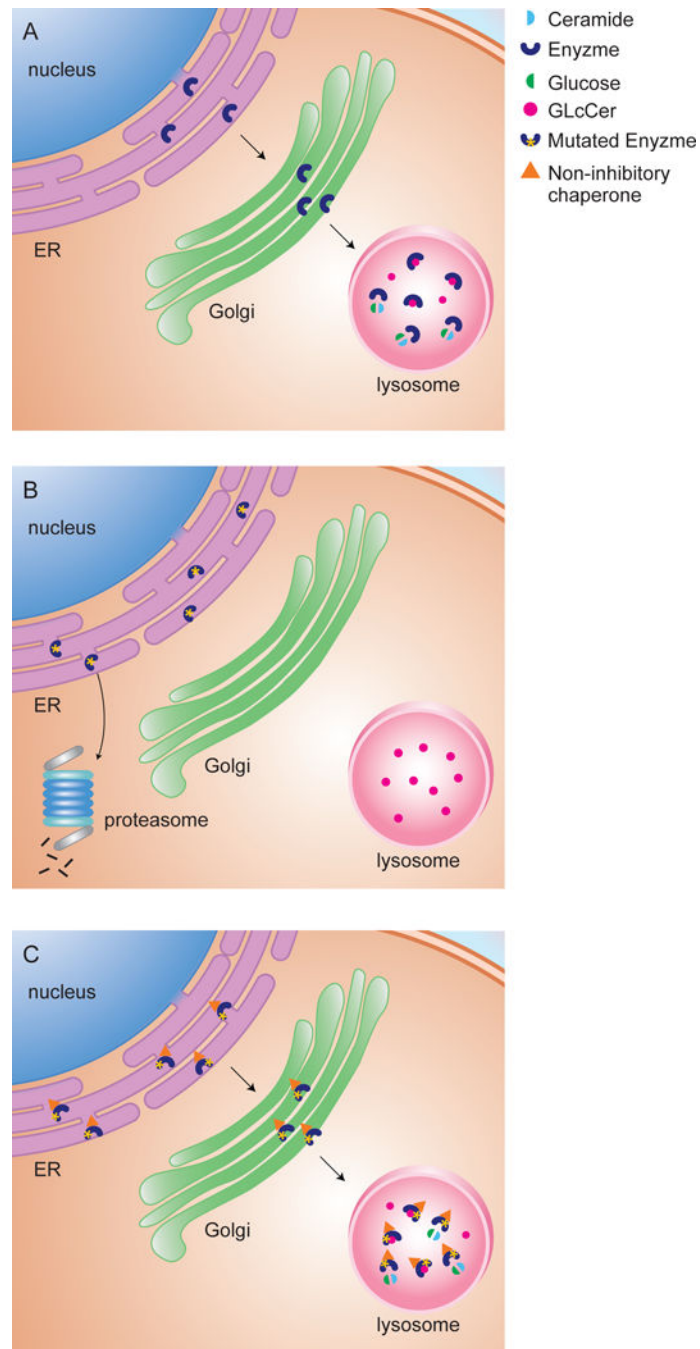 A
nucleus
ER
Golgi
lysosome
Ceramide
Enyzme
Glucose
GLcCer
Mutated Enyzme
Non-inhibitory
chaperone
B
nucleus
ER
Golgi
proteasome
lysosome
C
nucleus
ER
Golgi
lysosome